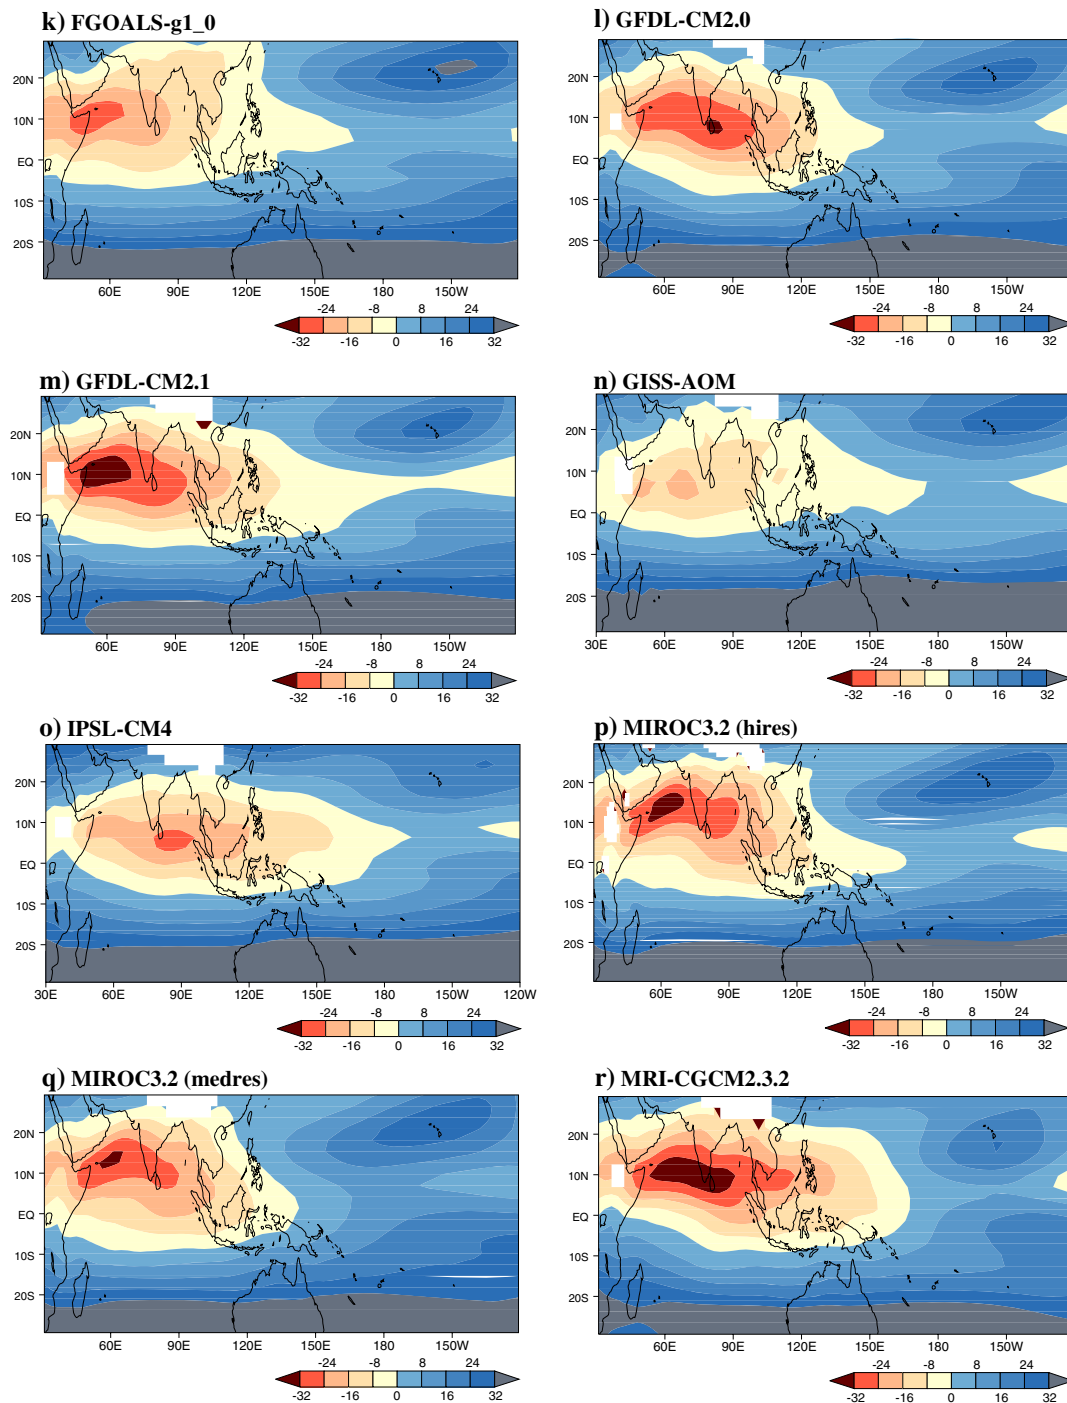 k) FGOALS-g1_0
20N
10N
EQ
10S
20S
60E 90E 120E 150E 180 150W
-24 -8 8 24
-32 -16 0 16 32
l) GFDL-CM2.0
20N
10N
EQ
10S
20S
60E 90E 120E 150E 180 150W
-24 -8 8 24
-32 -16 0 16 32
m) GFDL-CM2.1
20N
10N
EQ
10S
20S
60E 90E 120E 150E 180 150W
-24 -8 8 24
-32 -16 0 16 32
n) GISS-AOM
20N
10N
EQ
10S
20S
30E 60E 90E 120E 150E 180 150W
-24 -8 8 24
-32 -16 0 16 32
o) IPSL-CM4
20N
10N
EQ
10S
20S
30E 60E 90E 120E 150E 180 150W 120W
-24 -8 8 24
-32 -16 0 16 32
p) MIROC3.2 (hires)
20N
10N
EQ
10S
20S
60E 90E 120E 150E 180 150W
-24 -8 8 24
-32 -16 0 16 32
q) MIROC3.2 (medres)
20N
10N
EQ
10S
20S
60E 90E 120E 150E 180 150W
-24 -8 8 24
-32 -16 0 16 32
r) MRI-CGCM2.3.2
20N
10N
EQ
10S
20S
60E 90E 120E 150E 180 150W
-24 -8 8 24
-32 -16 0 16 32